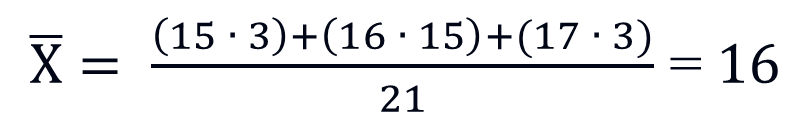 X̅ = (15 · 3)+(16 · 15)+(17 · 3) / 21 = 16